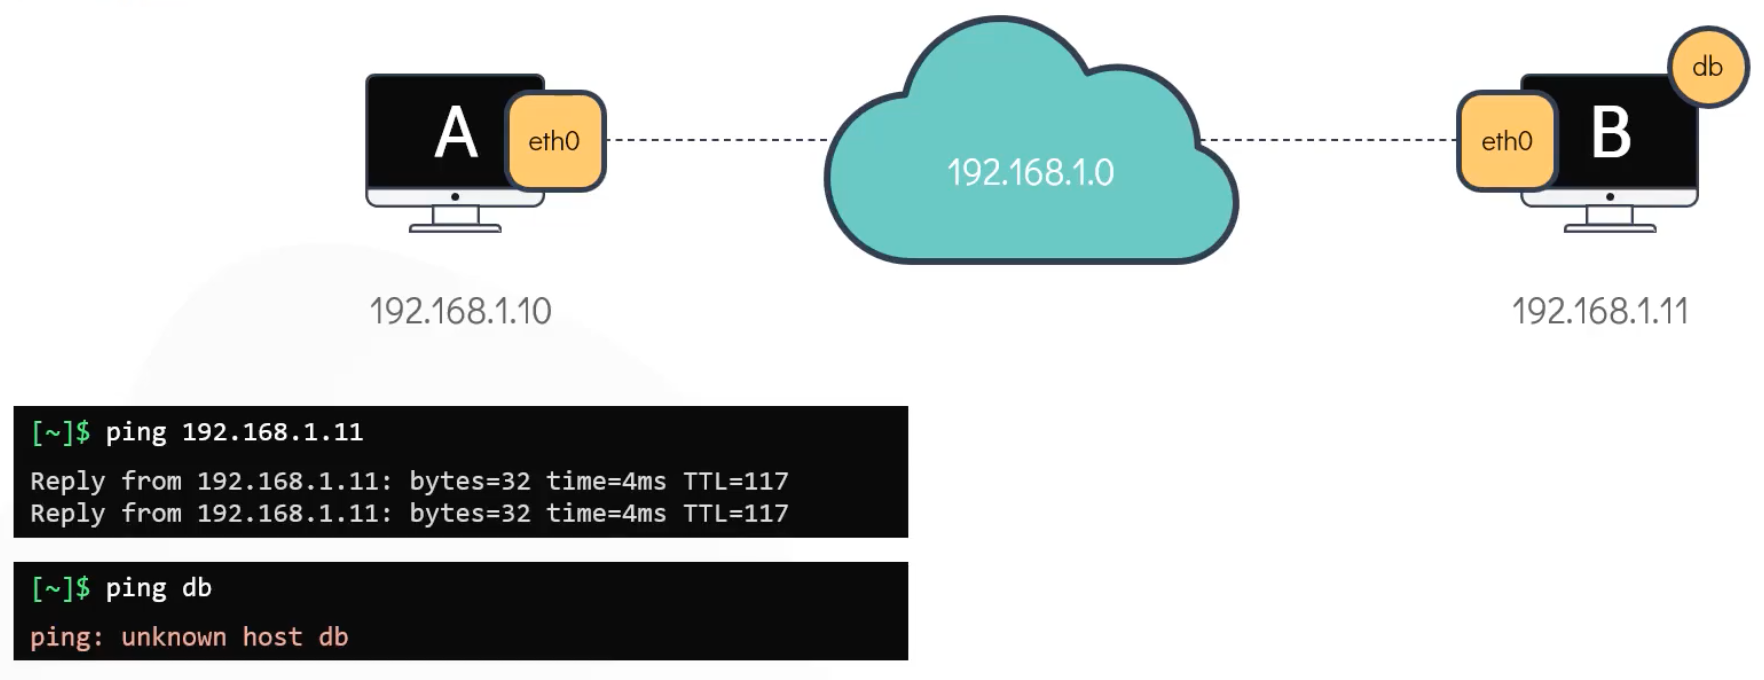 A
eth0
192.168.1.0
eth0
B
db
192.168.1.10
192.168.1.11
[~]$ ping 192.168.1.11
Reply from 192.168.1.11: bytes=32 time=4ms TTL=117
Reply from 192.168.1.11: bytes=32 time=4ms TTL=117
[~]$ ping db
ping: unknown host db